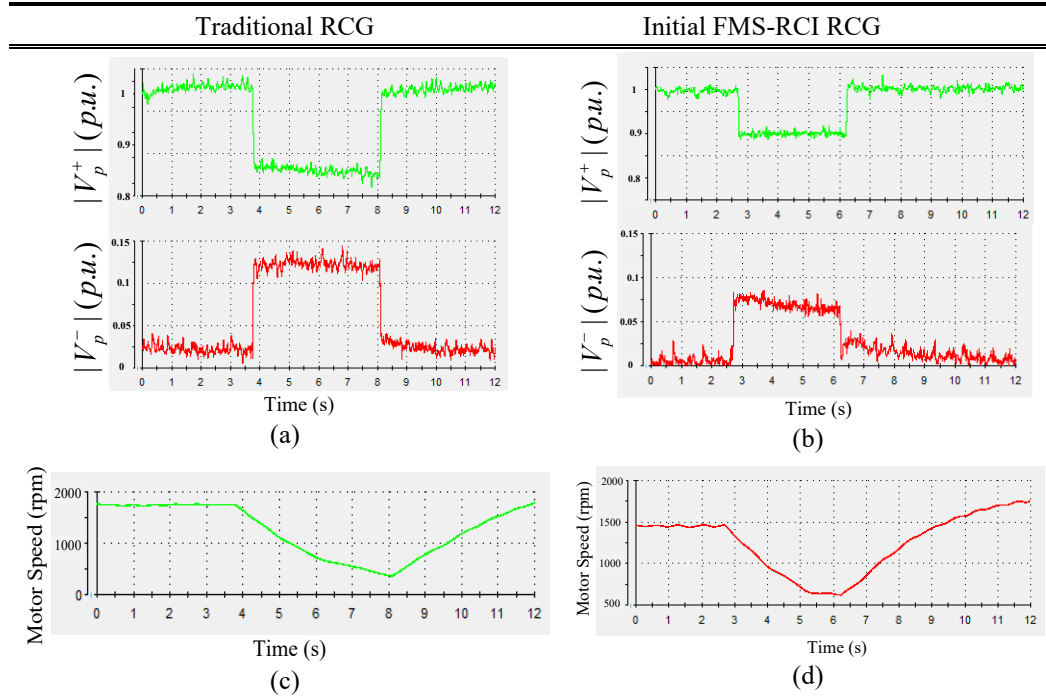 Traditional RCG
Initial FMS-RCI RCG
|V_p^+| (p.u.)
1
0.9
0.8
0 1 2 3 4 5 6 7 8 9 10 11 12
|V_p^-| (p.u.)
0.15
0.1
0.05
0
0 1 2 3 4 5 6 7 8 9 10 11 12
Time (s)
(a)
|V_p^+| (p.u.)
1
0.9
0.8
0 1 2 3 4 5 6 7 8 9 10 11 12
|V_p^-| (p.u.)
0.15
0.1
0.05
0
0 1 2 3 4 5 6 7 8 9 10 11 12
Time (s)
(b)
Motor Speed (rpm)
2000
1000
0
0 1 2 3 4 5 6 7 8 9 10 11 12
Time (s)
(c)
Motor Speed (rpm)
2000
1500
1000
500
0 1 2 3 4 5 6 7 8 9 10 11 12
Time (s)
(d)